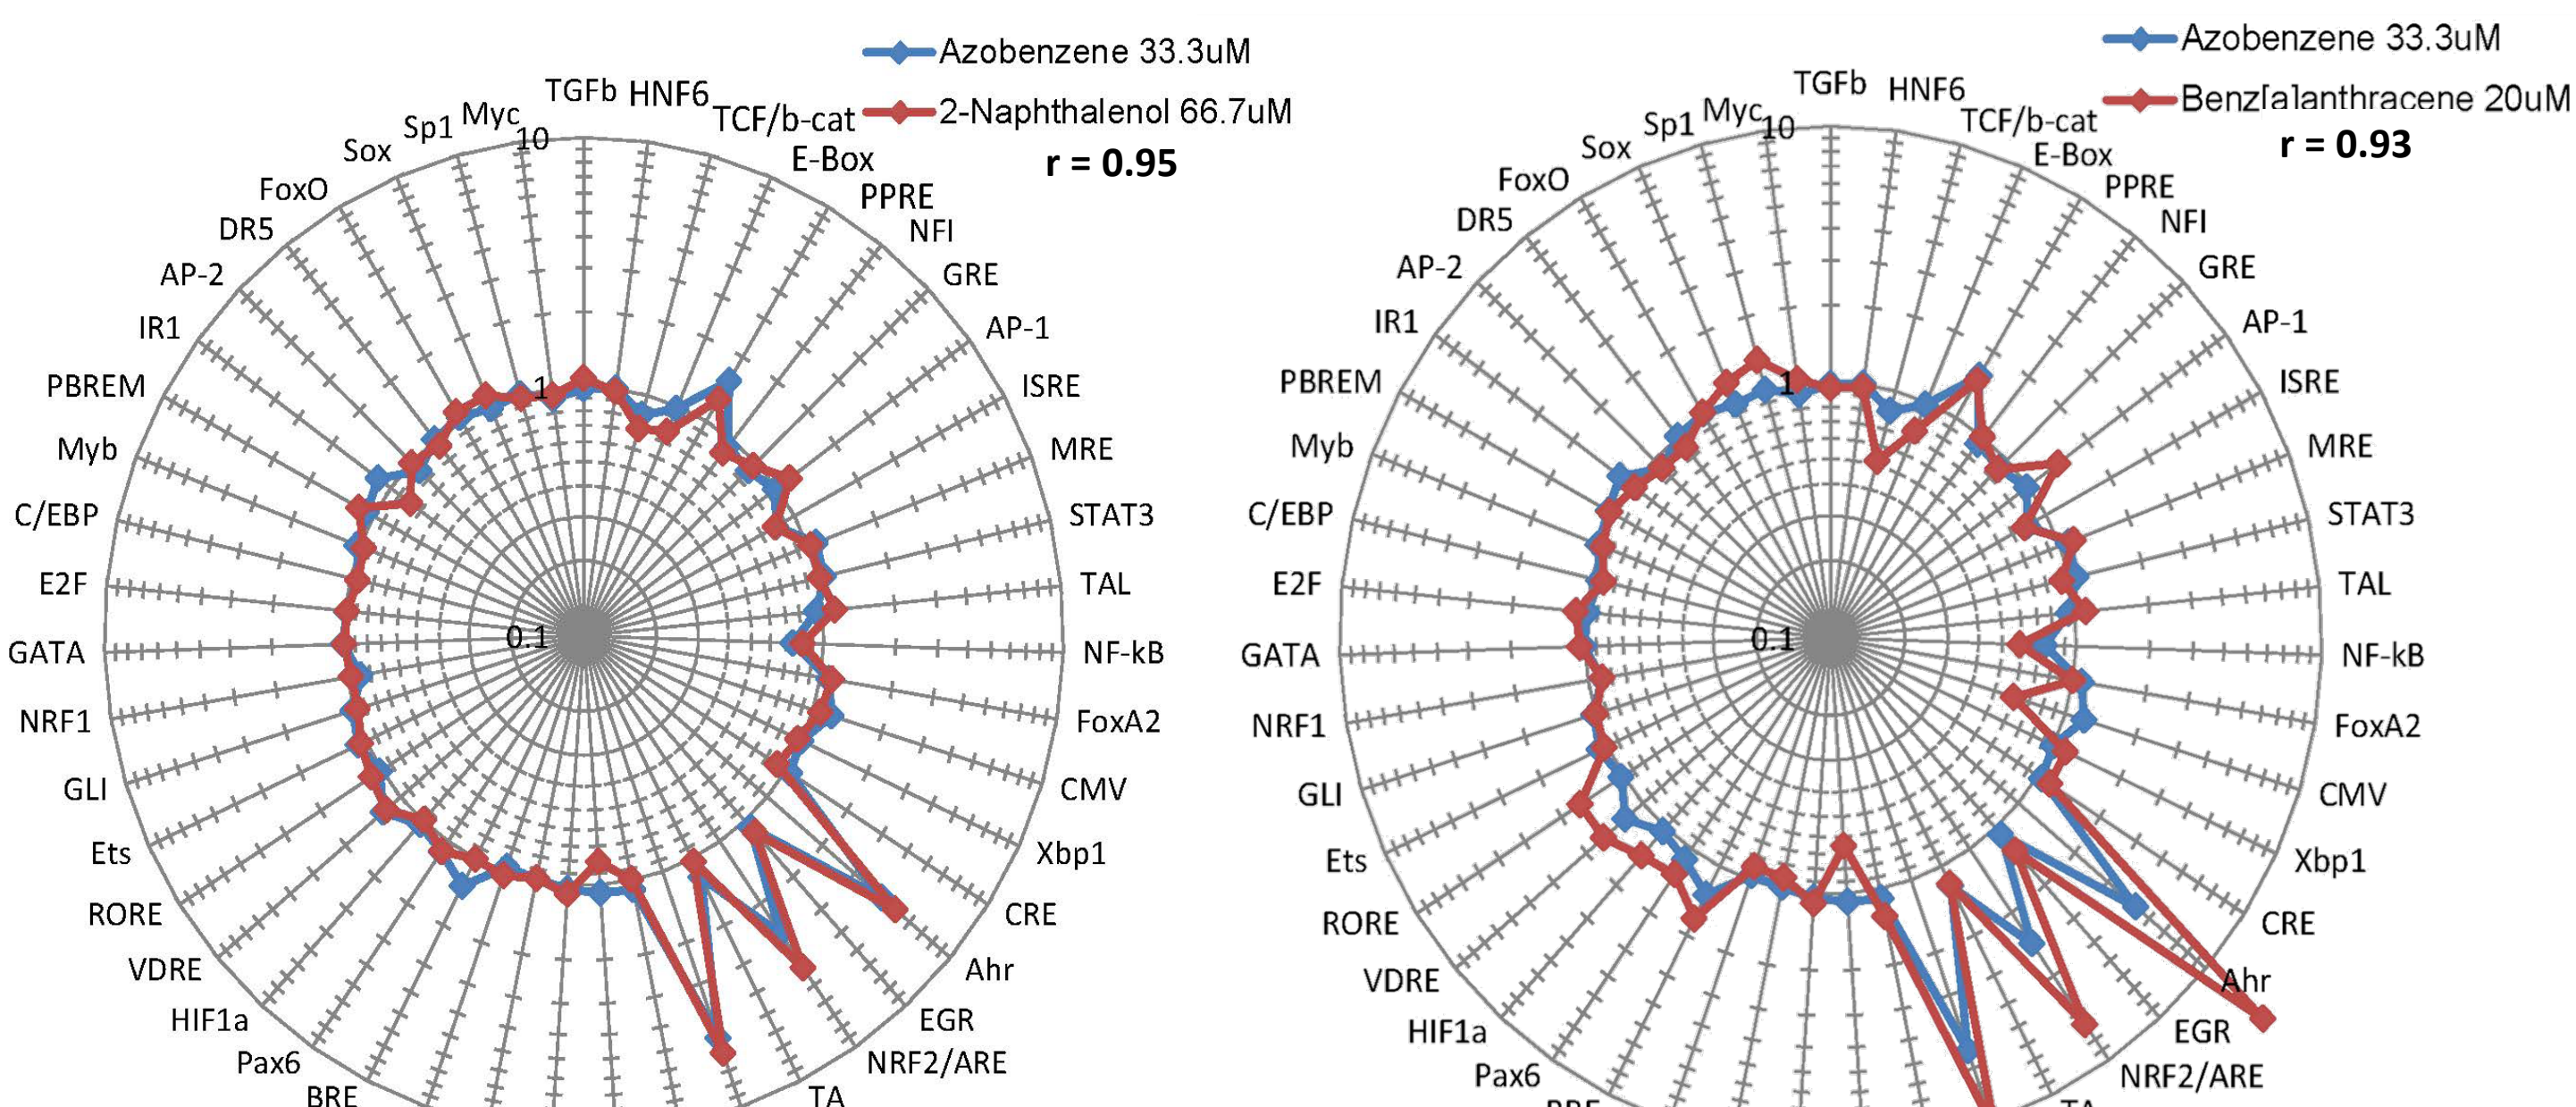 Azobenzene 33.3uM
2-Naphthalenol 66.7uM
r = 0.95
TGFb
HNF6
TCF/b-cat
E-Box
PPRE
NFI
GRE
AP-1
ISRE
MRE
STAT3
TAL
NF-kB
FoxA2
CMV
Xbp1
CRE
Ahr
EGR
NRF2/ARE
TA
BRE
Pax6
HIF1a
VDRE
RORE
Ets
GLI
NRF1
GATA
E2F
C/EBP
Myb
PBREM
IR1
AP-2
DR5
FoxO
Sox
Sp1
Myc
10
1
0.1
Azobenzene 33.3uM
Benz[a]anthracene 20uM
r = 0.93
TGFb
HNF6
TCF/b-cat
E-Box
PPRE
NFI
GRE
AP-1
ISRE
MRE
STAT3
TAL
NF-kB
FoxA2
CMV
Xbp1
CRE
Ahr
EGR
NRF2/ARE
TA
BRE
Pax6
HIF1a
VDRE
RORE
Ets
GLI
NRF1
GATA
E2F
C/EBP
Myb
PBREM
IR1
AP-2
DR5
FoxO
Sox
Sp1
Myc
10
1
0.1